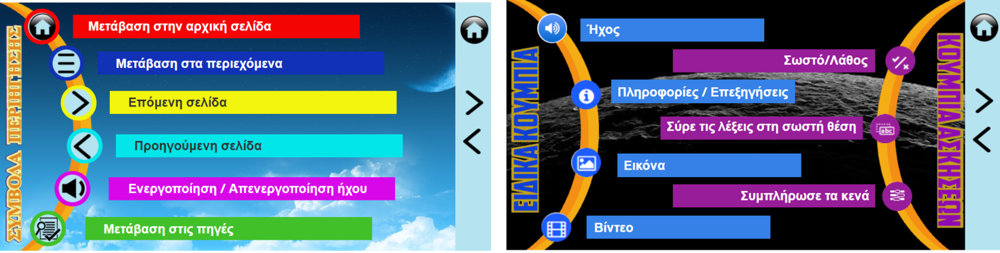 ΣΥΜΒΟΛΑ ΠΕΡΙΗΓΗΣΗΣ
Μετάβαση στην αρχική σελίδα
Μετάβαση στα περιεχόμενα
Επόμενη σελίδα
Προηγούμενη σελίδα
Ενεργοποίηση / Απενεργοποίηση ήχου
Μετάβαση στις πηγές
ΕΙΔΙΚΑ ΚΟΥΜΠΙΑ
Ήχος
Πληροφορίες / Επεξηγήσεις
Εικόνα
Βίντεο
ΚΟΥΜΠΙΑ ΑΣΚΗΣΕΩΝ
Σωστό/Λάθος
Σύρε τις λέξεις στη σωστή θέση
abc
Συμπλήρωσε τα κενά